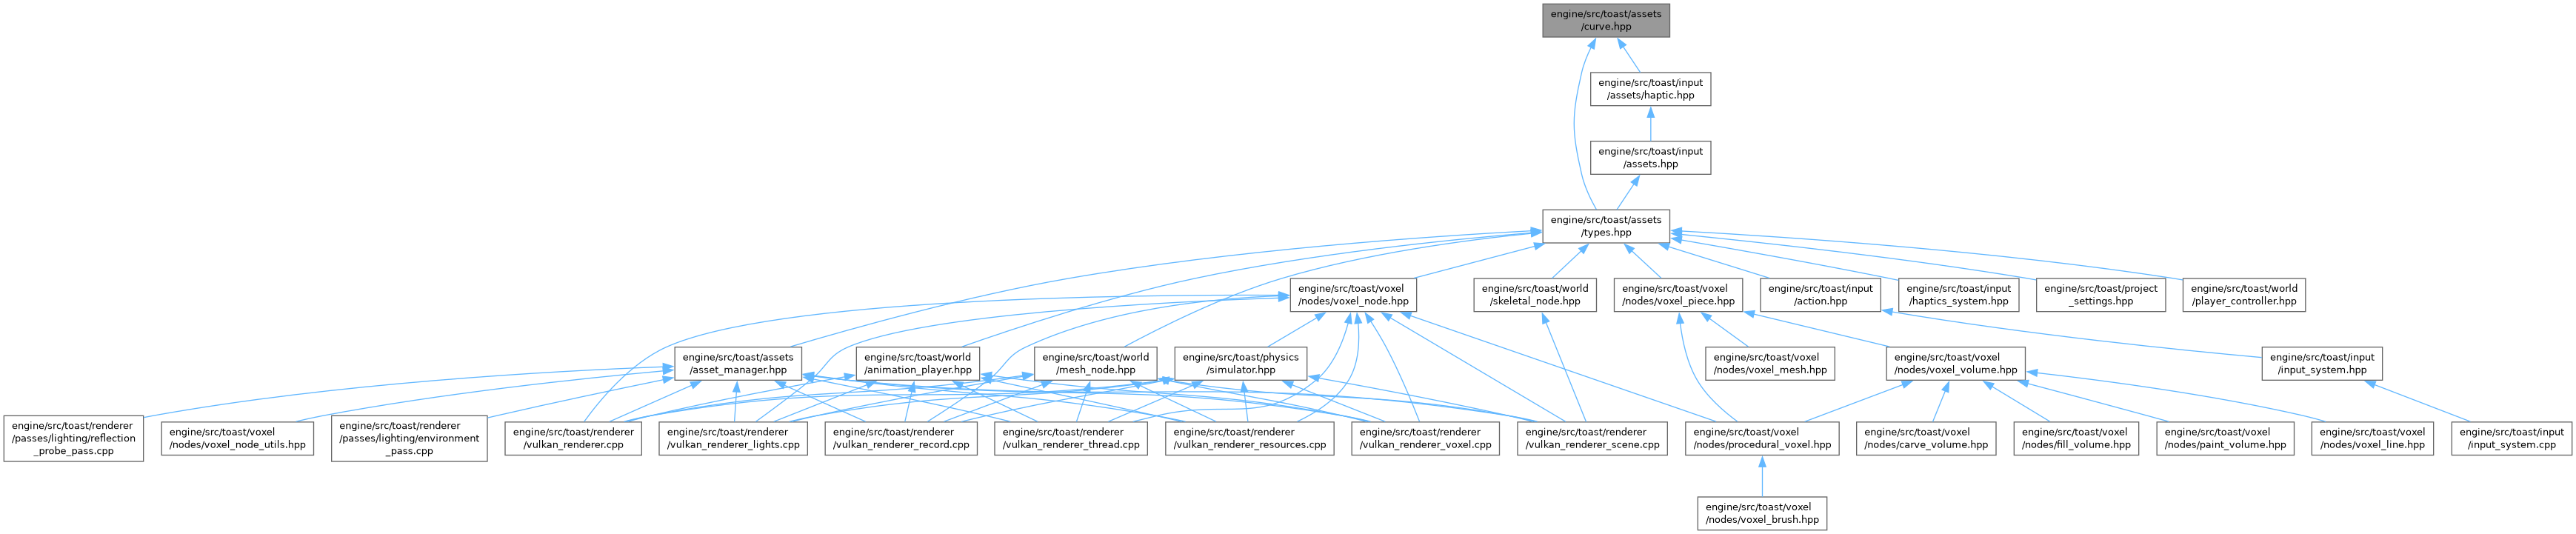 engine/src/toast/assets
/curve.hpp
engine/src/toast/input
/assets/haptic.hpp
engine/src/toast/input
/assets.hpp
engine/src/toast/assets
/types.hpp
engine/src/toast/voxel
/nodes/voxel_node.hpp
engine/src/toast/world
/skeletal_node.hpp
engine/src/toast/voxel
/nodes/voxel_piece.hpp
engine/src/toast/input
/action.hpp
engine/src/toast/input
/haptics_system.hpp
engine/src/toast/project
_settings.hpp
engine/src/toast/world
/player_controller.hpp
engine/src/toast/assets
/asset_manager.hpp
engine/src/toast/world
/animation_player.hpp
engine/src/toast/world
/mesh_node.hpp
engine/src/toast/physics
/simulator.hpp
engine/src/toast/voxel
/nodes/voxel_mesh.hpp
engine/src/toast/voxel
/nodes/voxel_volume.hpp
engine/src/toast/input
/input_system.hpp
engine/src/toast/renderer
/passes/lighting/reflection
_probe_pass.cpp
engine/src/toast/voxel
/nodes/voxel_node_utils.hpp
engine/src/toast/renderer
/passes/lighting/environment
_pass.cpp
engine/src/toast/renderer
/vulkan_renderer.cpp
engine/src/toast/renderer
/vulkan_renderer_lights.cpp
engine/src/toast/renderer
/vulkan_renderer_record.cpp
engine/src/toast/renderer
/vulkan_renderer_thread.cpp
engine/src/toast/renderer
/vulkan_renderer_resources.cpp
engine/src/toast/renderer
/vulkan_renderer_voxel.cpp
engine/src/toast/renderer
/vulkan_renderer_scene.cpp
engine/src/toast/voxel
/nodes/procedural_voxel.hpp
engine/src/toast/voxel
/nodes/carve_volume.hpp
engine/src/toast/voxel
/nodes/fill_volume.hpp
engine/src/toast/voxel
/nodes/paint_volume.hpp
engine/src/toast/voxel
/nodes/voxel_line.hpp
engine/src/toast/input
/input_system.cpp
engine/src/toast/voxel
/nodes/voxel_brush.hpp